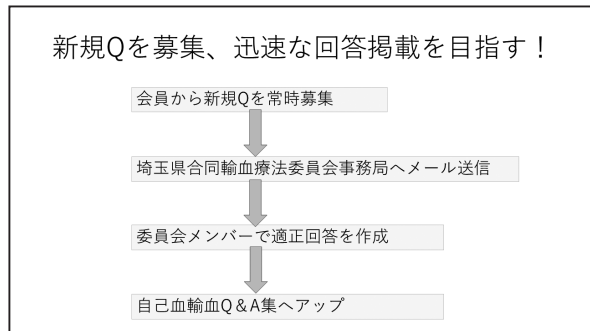 新規Qを募集、迅速な回答掲載を目指す！
会員から新規Qを常時募集
埼玉県合同輸血療法委員会事務局へメール送信
委員会メンバーで適正回答を作成
自己血輸血Q＆A集へアップ